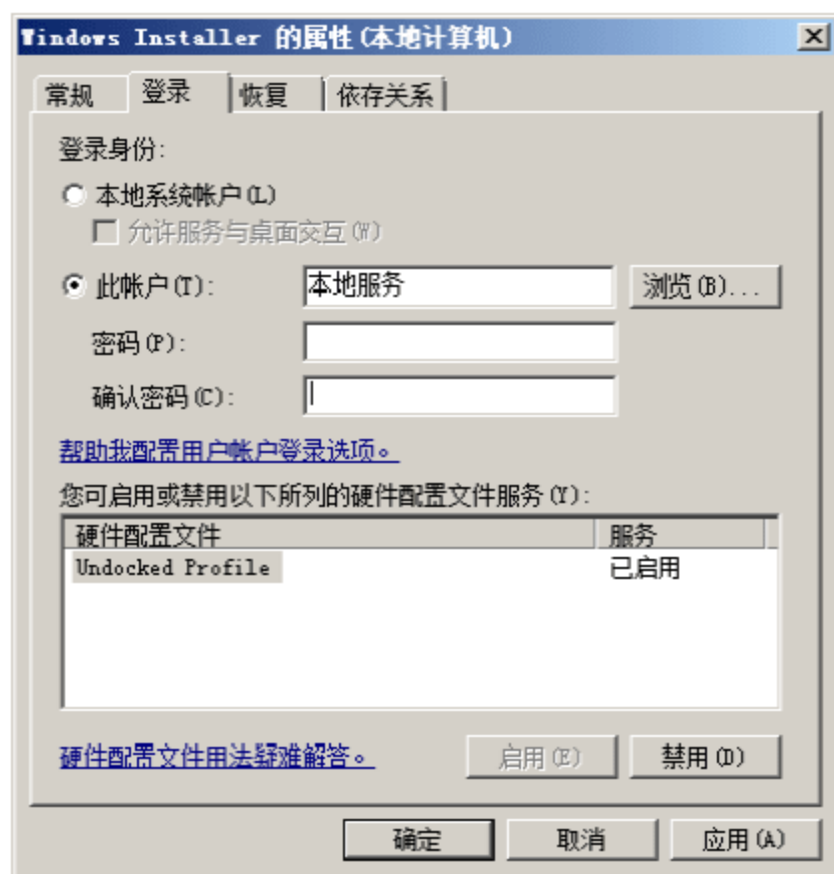 Windows Installer 的属性(本地计算机)
常规 登录 恢复 依存关系
登录身份:
本地系统帐户(L)
允许服务与桌面交互(W)
此帐户(T): 本地服务 浏览(B)...
密码(P):
确认密码(C):
帮助我配置用户帐户登录选项。
您可启用或禁用以下所列的硬件配置文件服务(Y):
硬件配置文件 服务
Undocked Profile 已启用
硬件配置文件用法疑难解答。 启用(E) 禁用(D)
确定 取消 应用(A)